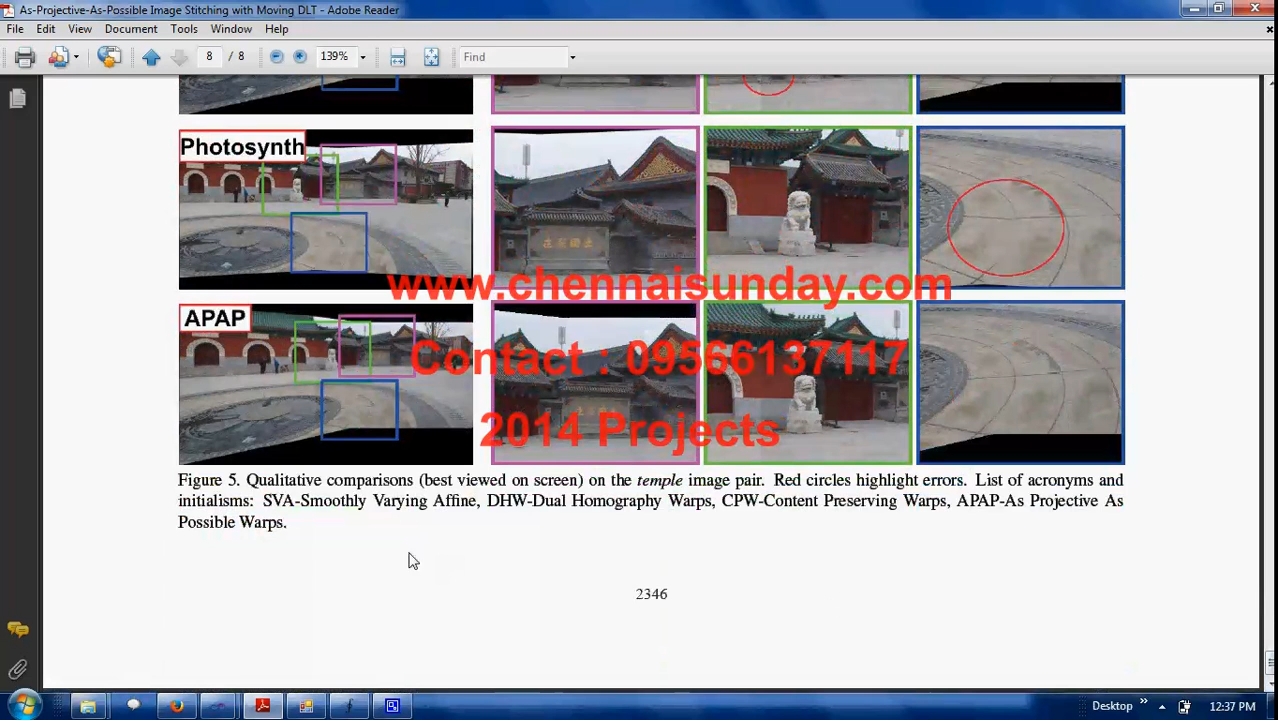 As-Projective-As-Possible Image Stitching with Moving DLT - Adobe Reader
File Edit View Document Tools Window Help
8 / 8 139% Find
Photosynth
www.chennaisunday.com
APAP
Contact : 09566137117
2014 Projects
Figure 5. Qualitative comparisons (best viewed on screen) on the temple image pair. Red circles highlight errors. List of acronyms and
initialisms: SVA-Smoothly Varying Affine, DHW-Dual Homography Warps, CPW-Content Preserving Warps, APAP-As Projective As
Possible Warps.
2346
Desktop 12:37 PM